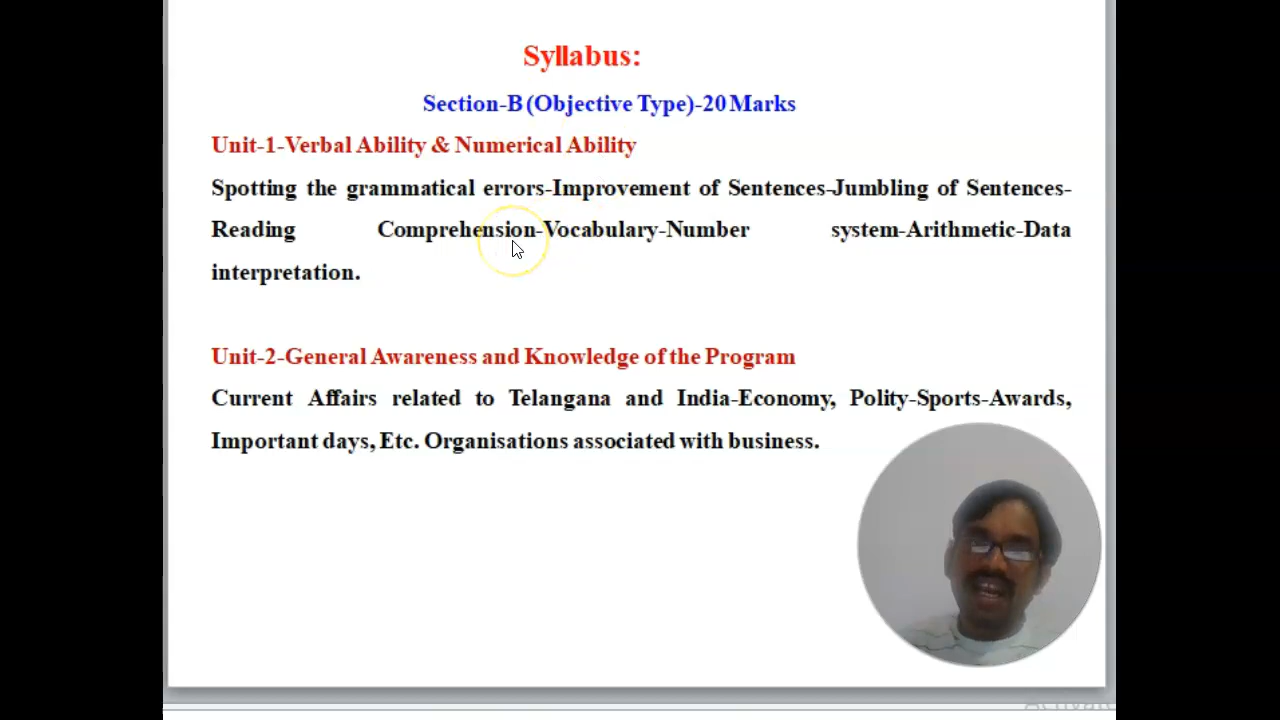 Syllabus:
Section-B (Objective Type)-20 Marks
Unit-1-Verbal Ability & Numerical Ability
Spotting the grammatical errors-Improvement of Sentences-Jumbling of Sentences-
Reading Comprehension-Vocabulary-Number system-Arithmetic-Data
interpretation.
Unit-2-General Awareness and Knowledge of the Program
Current Affairs related to Telangana and India-Economy, Polity-Sports-Awards,
Important days, Etc. Organisations associated with business.